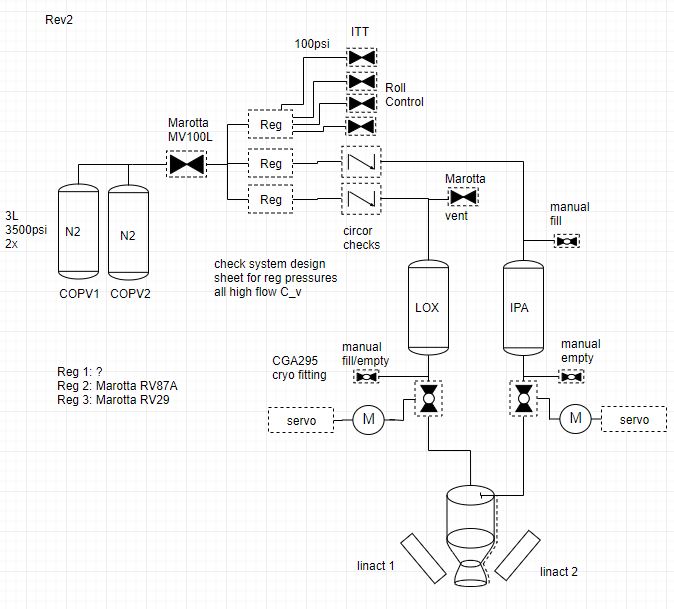 Rev2
ITT
100psi
Roll
Control
Marotta
MV100L
Reg
Reg
Reg
Marotta
vent
manual
fill
3L
3500psi
2x
N2
N2
circor
checks
COPV1
COPV2
check system design
sheet for reg pressures
all high flow C_v
LOX
IPA
manual
fill/empty
manual
empty
CGA295
cryo fitting
Reg 1: ?
Reg 2: Marotta RV87A
Reg 3: Marotta RV29
servo
M
M
servo
linact 1
linact 2